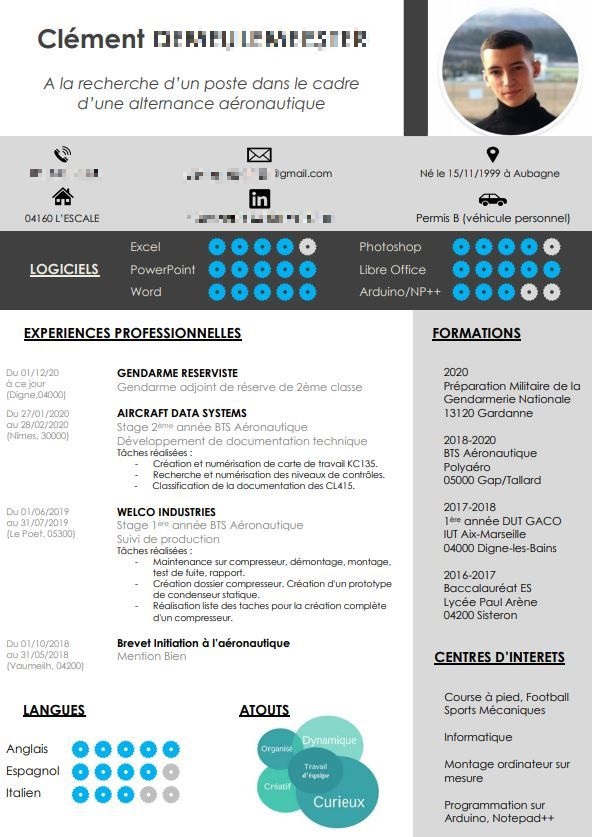 Clément
A la recherche d'un poste dans le cadre
d'une alternance aéronautique
@gmail.com
Né le 15/11/1999 à Aubagne
04160 L'ESCALE
Permis B (véhicule personnel)
LOGICIELS
Excel
PowerPoint
Word
Photoshop
Libre Office
Arduino/NP++
EXPERIENCES PROFESSIONNELLES
Du 01/12/20
à ce jour
(Digne,04000)
GENDARME RESERVISTE
Gendarme adjoint de réserve de 2ème classe
Du 27/01/2020
au 28/02/2020
(Nîmes, 30000)
AIRCRAFT DATA SYSTEMS
Stage 2ème année BTS Aéronautique
Développement de documentation technique
Tâches réalisées :
- Création et numérisation de carte de travail KC135.
- Recherche et numérisation des niveaux de contrôles.
- Classification de la documentation des CL415.
Du 01/06/2019
au 31/07/2019
(Le Poet, 05300)
WELCO INDUSTRIES
Stage 1ère année BTS Aéronautique
Suivi de production
Tâches réalisées :
- Maintenance sur compresseur, démontage, montage,
test de fuite, rapport.
- Création dossier compresseur. Création d'un prototype
de condenseur statique.
- Réalisation liste des taches pour la création complète
d'un compresseur.
Du 01/10/2018
au 31/05/2018
(Vaumeilh, 04200)
Brevet Initiation à l'aéronautique
Mention Bien
LANGUES
Anglais
Espagnol
Italien
ATOUTS
Organisé
Dynamique
Travail
d'équipe
Créatif
Curieux
FORMATIONS
2020
Préparation Militaire de la
Gendarmerie Nationale
13120 Gardanne
2018-2020
BTS Aéronautique
Polyaéro
05000 Gap/Tallard
2017-2018
1ère année DUT GACO
IUT Aix-Marseille
04000 Digne-les-Bains
2016-2017
Baccalauréat ES
Lycée Paul Arène
04200 Sisteron
CENTRES D'INTERETS
Course à pied, Football
Sports Mécaniques
Informatique
Montage ordinateur sur
mesure
Programmation sur
Arduino, Notepad++